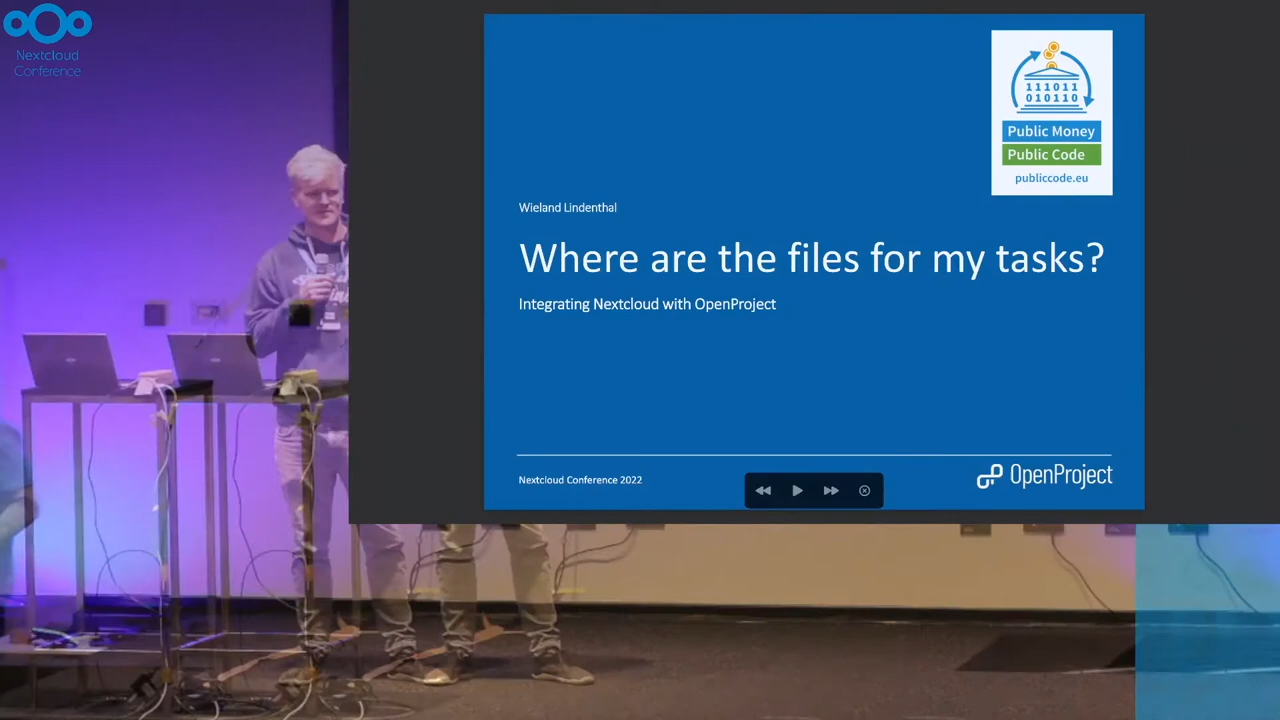 Nextcloud
Conference
111011
010110
Public Money
Public Code
publiccode.eu
Wieland Lindenthal
Where are the files for my tasks?
Integrating Nextcloud with OpenProject
Nextcloud Conference 2022
OpenProject